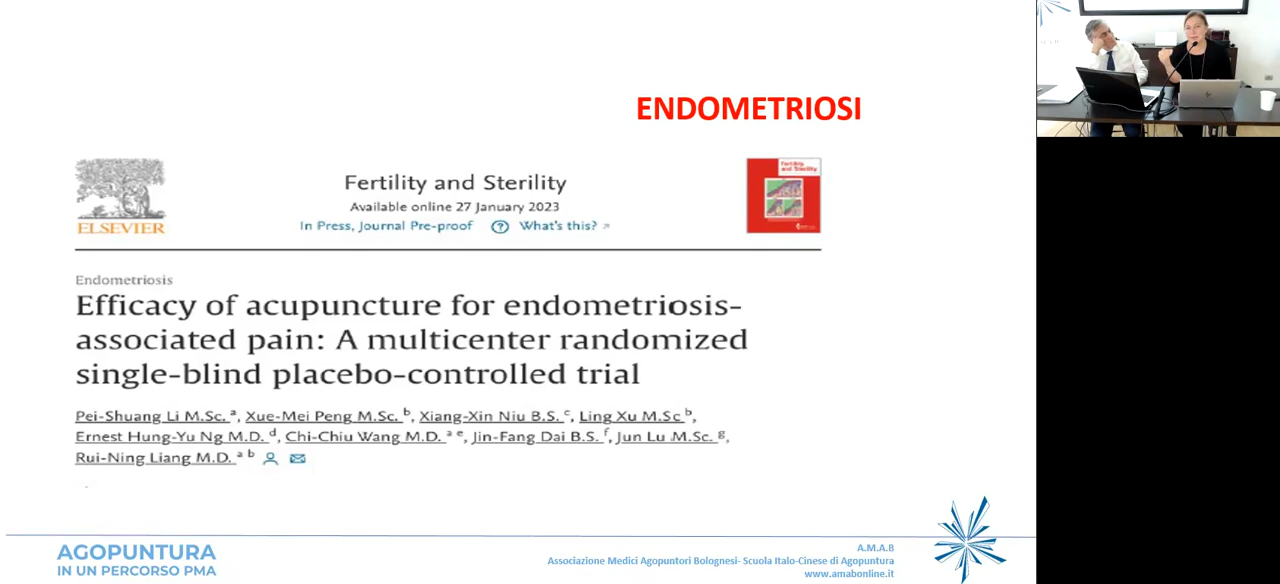 ENDOMETRIOSI
ELSEVIER
Fertility and Sterility
Available online 27 January 2023
In Press, Journal Pre-proof ? What's this? ↗
Fertility
and Sterility
Endometriosis
Efficacy of acupuncture for endometriosis-
associated pain: A multicenter randomized
single-blind placebo-controlled trial
Pei-Shuang Li M.Sc. a, Xue-Mei Peng M.Sc. b, Xiang-Xin Niu B.S. c, Ling Xu M.Sc b,
Ernest Hung-Yu Ng M.D. d, Chi-Chiu Wang M.D. a e, Jin-Fang Dai B.S. f, Jun Lu M.Sc. g,
Rui-Ning Liang M.D. a b
AGOPUNTURA
IN UN PERCORSO PMA
A.M.A.B
Associazione Medici Agopuntori Bolognesi- Scuola Italo-Cinese di Agopuntura
www.amabonline.it